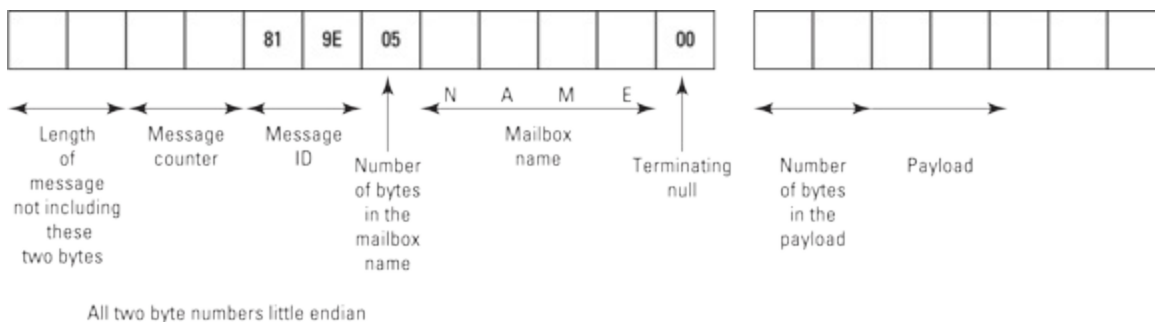 81 9E 05 00
N A M E
Length
of
message
not including
these
two bytes
Message
counter
Message
ID
Number
of bytes
in the
mailbox
name
Mailbox
name
Terminating
null
Number
of bytes
in the
payload
Payload
All two byte numbers little endian